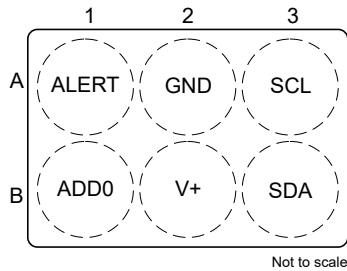 1 2 3
A ALERT GND SCL
B ADD0 V+ SDA
Not to scale